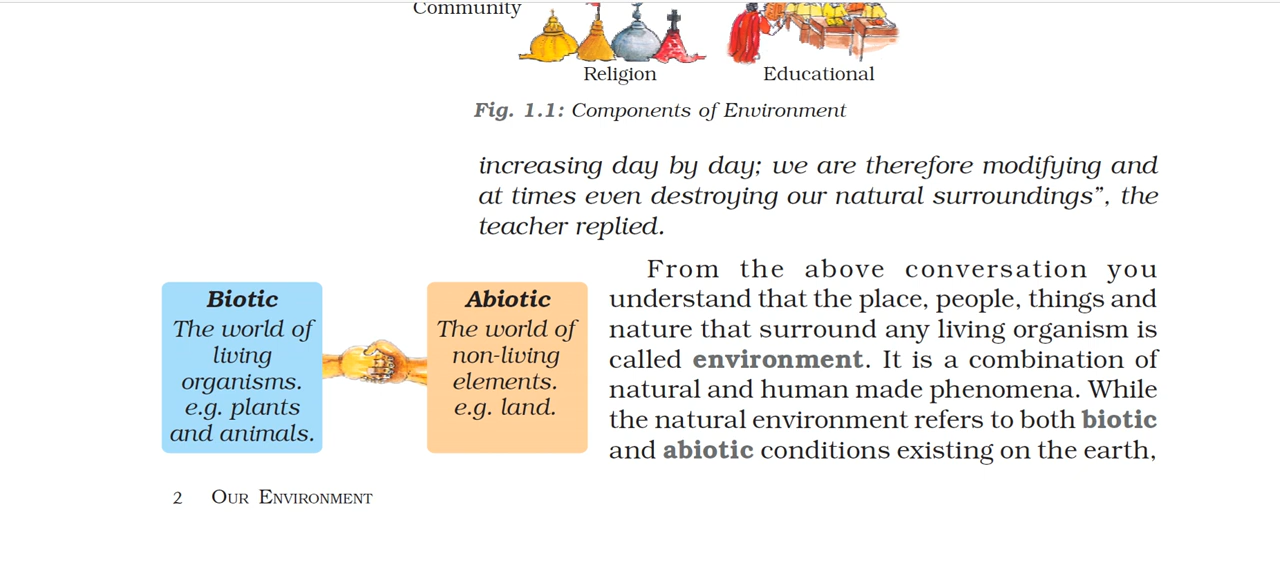 Community
Religion
Educational
Fig. 1.1: Components of Environment
increasing day by day; we are therefore modifying and
at times even destroying our natural surroundings”, the
teacher replied.
Biotic
The world of
living
organisms.
e.g. plants
and animals.
Abiotic
The world of
non-living
elements.
e.g. land.
From the above conversation you
understand that the place, people, things and
nature that surround any living organism is
called environment. It is a combination of
natural and human made phenomena. While
the natural environment refers to both biotic
and abiotic conditions existing on the earth,
2 Our Environment